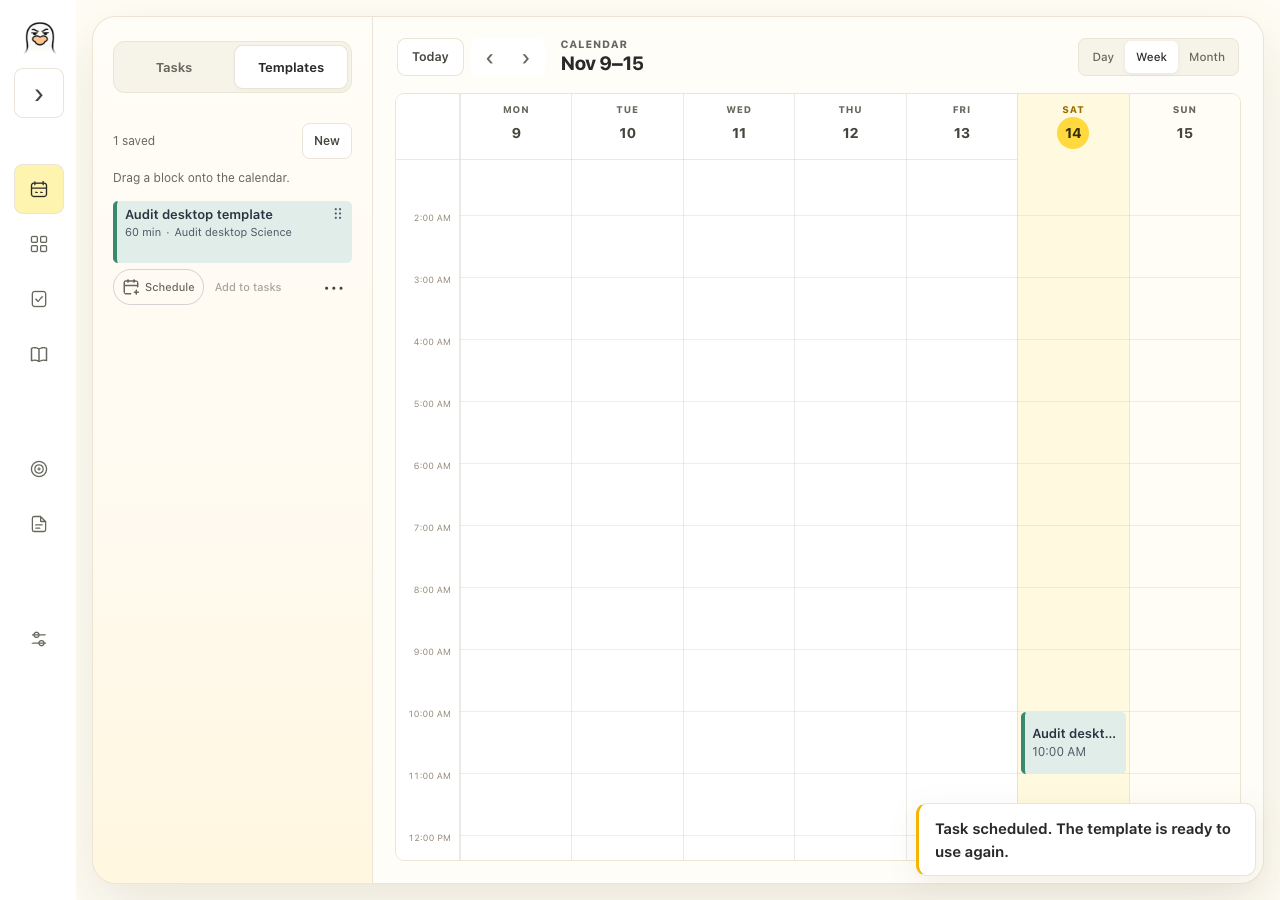 Tasks
Templates
1 saved
New
Drag a block onto the calendar.
Audit desktop template
60 min · Audit desktop Science
Schedule
Add to tasks
Today
CALENDAR
Nov 9–15
Day
Week
Month
MON
9
TUE
10
WED
11
THU
12
FRI
13
SAT
14
SUN
15
2:00 AM
3:00 AM
4:00 AM
5:00 AM
6:00 AM
7:00 AM
8:00 AM
9:00 AM
10:00 AM
11:00 AM
12:00 PM
Audit deskt...
10:00 AM
Task scheduled. The template is ready to
use again.